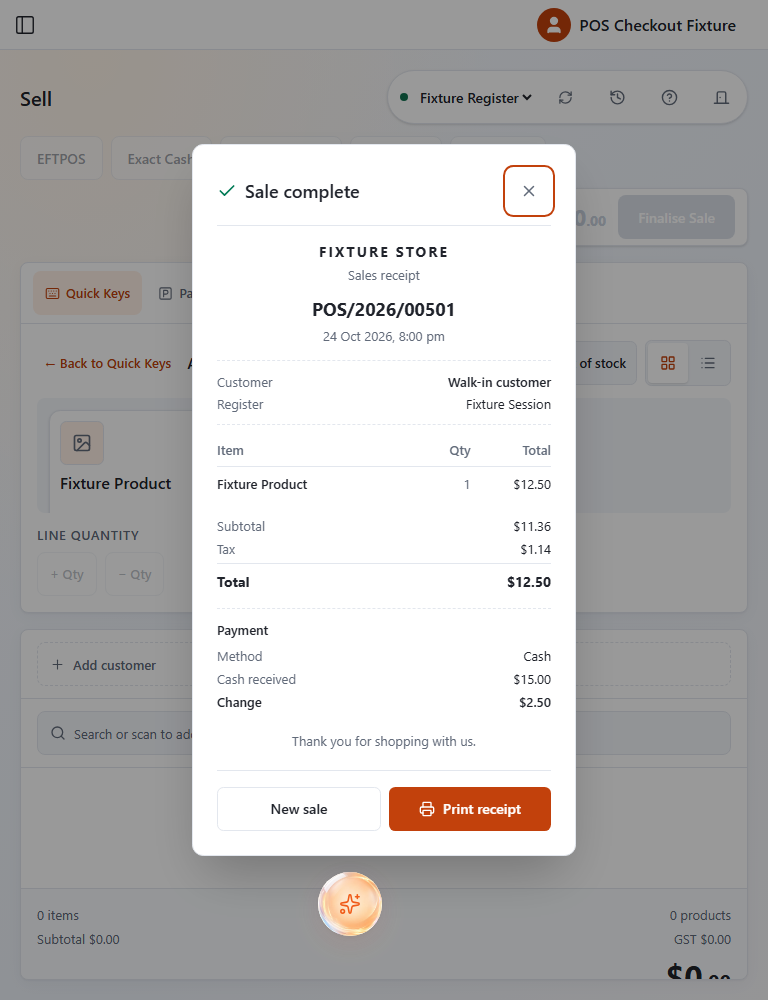 POS Checkout Fixture
Sell
Fixture Register
EFTPOS
Exact Cash
.00
Finalise Sale
Quick Keys
← Back to Quick Keys
of stock
Fixture Product
LINE QUANTITY
+ Qty
− Qty
Sale complete
FIXTURE STORE
Sales receipt
POS/2026/00501
24 Oct 2026, 8:00 pm
Customer Walk-in customer
Register Fixture Session
Item Qty Total
Fixture Product 1 $12.50
Subtotal $11.36
Tax $1.14
Total $12.50
Payment
Method Cash
Cash received $15.00
Change $2.50
Thank you for shopping with us.
New sale
Print receipt
Add customer
Search or scan to
0 items 0 products
Subtotal $0.00 GST $0.00
$0.00